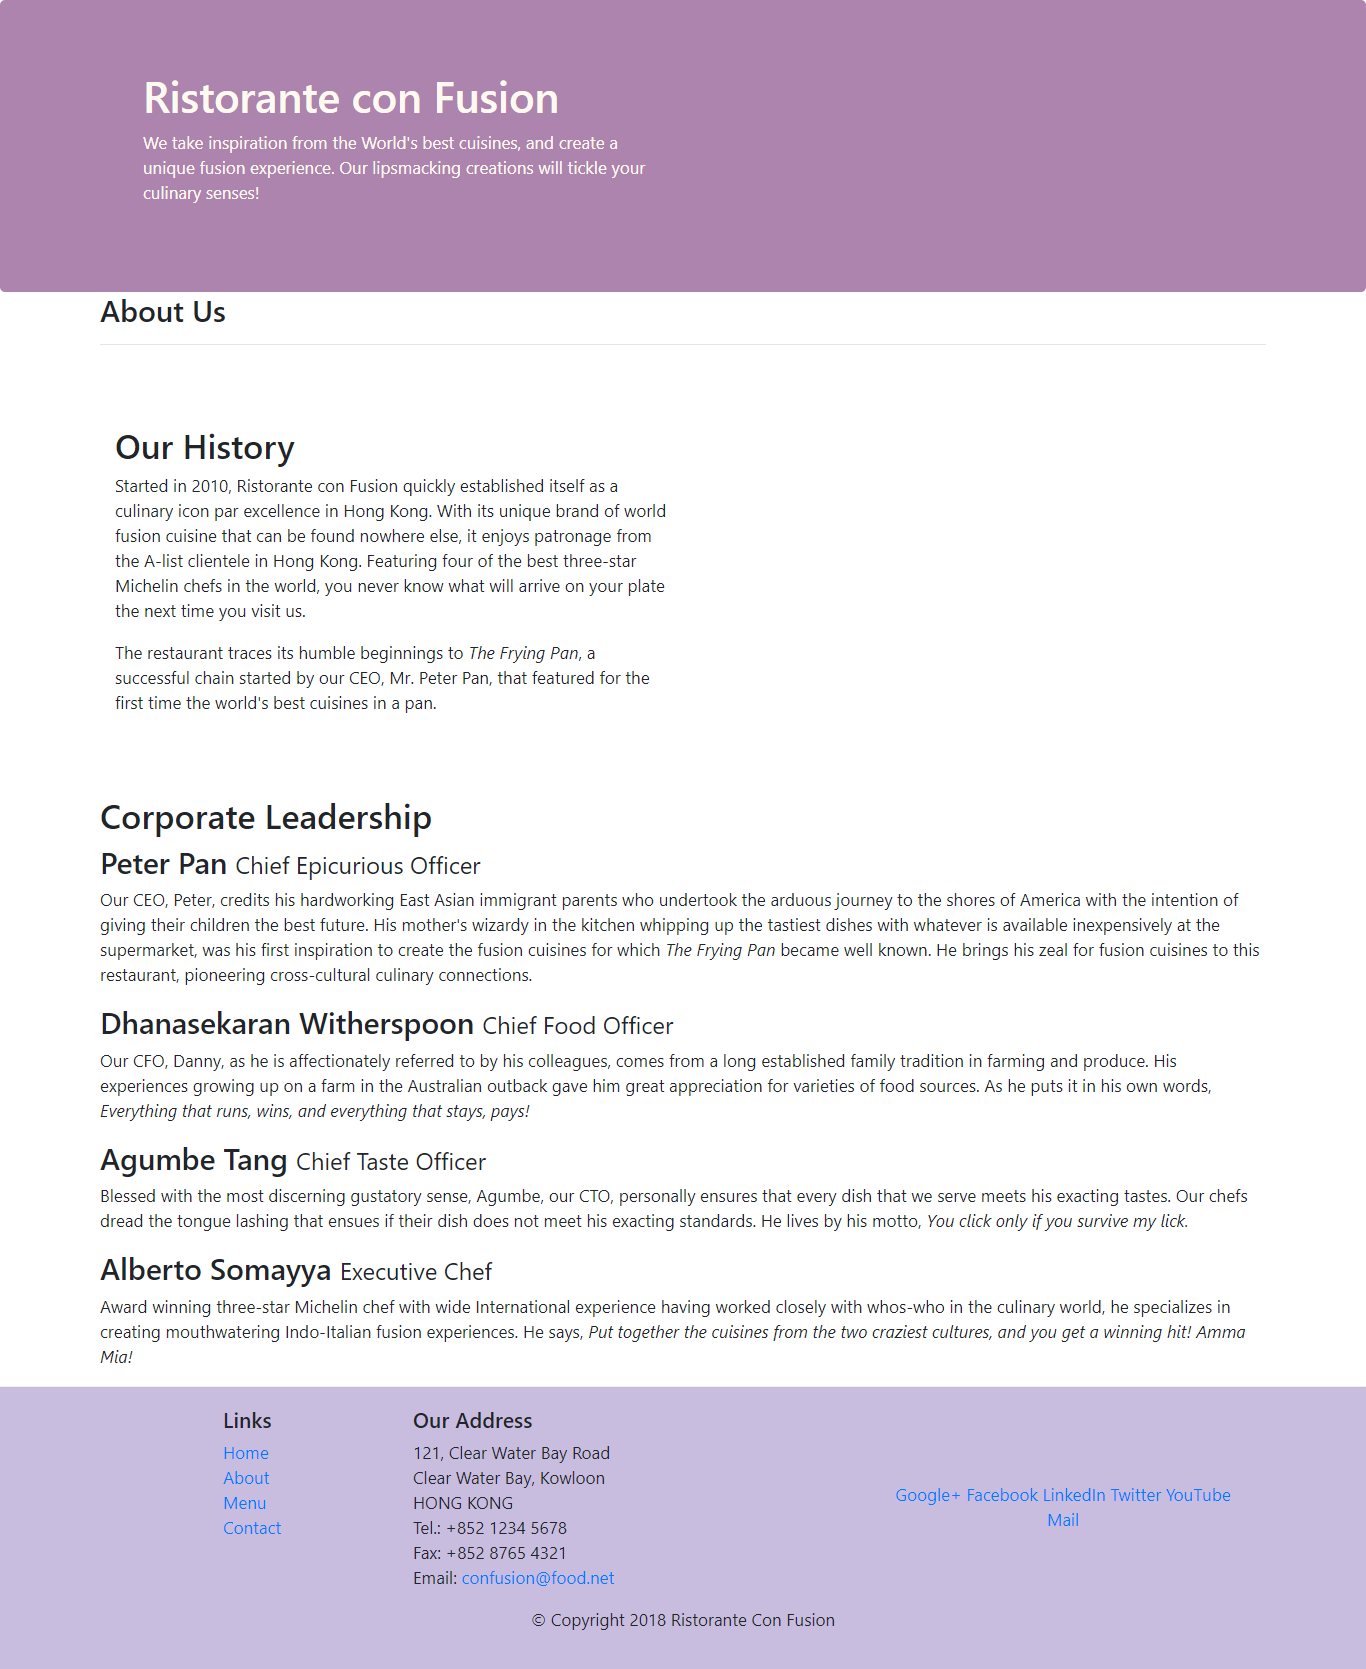 Ristorante con Fusion
We take inspiration from the World's best cuisines, and create a
unique fusion experience. Our lipsmacking creations will tickle your
culinary senses!
About Us
Our History
Started in 2010, Ristorante con Fusion quickly established itself as a
culinary icon par excellence in Hong Kong. With its unique brand of world
fusion cuisine that can be found nowhere else, it enjoys patronage from
the A-list clientele in Hong Kong. Featuring four of the best three-star
Michelin chefs in the world, you never know what will arrive on your plate
the next time you visit us.
The restaurant traces its humble beginnings to The Frying Pan, a
successful chain started by our CEO, Mr. Peter Pan, that featured for the
first time the world's best cuisines in a pan.
Corporate Leadership
Peter Pan Chief Epicurious Officer
Our CEO, Peter, credits his hardworking East Asian immigrant parents who undertook the arduous journey to the shores of America with the intention of
giving their children the best future. His mother's wizardy in the kitchen whipping up the tastiest dishes with whatever is available inexpensively at the
supermarket, was his first inspiration to create the fusion cuisines for which The Frying Pan became well known. He brings his zeal for fusion cuisines to this
restaurant, pioneering cross-cultural culinary connections.
Dhanasekaran Witherspoon Chief Food Officer
Our CFO, Danny, as he is affectionately referred to by his colleagues, comes from a long established family tradition in farming and produce. His
experiences growing up on a farm in the Australian outback gave him great appreciation for varieties of food sources. As he puts it in his own words,
Everything that runs, wins, and everything that stays, pays!
Agumbe Tang Chief Taste Officer
Blessed with the most discerning gustatory sense, Agumbe, our CTO, personally ensures that every dish that we serve meets his exacting tastes. Our chefs
dread the tongue lashing that ensues if their dish does not meet his exacting standards. He lives by his motto, You click only if you survive my lick.
Alberto Somayya Executive Chef
Award winning three-star Michelin chef with wide International experience having worked closely with whos-who in the culinary world, he specializes in
creating mouthwatering Indo-Italian fusion experiences. He says, Put together the cuisines from the two craziest cultures, and you get a winning hit! Amma
Mia!
Links
Home
About
Menu
Contact
Our Address
121, Clear Water Bay Road
Clear Water Bay, Kowloon
HONG KONG
Tel.: +852 1234 5678
Fax: +852 8765 4321
Email: confusion@food.net
Google+ Facebook LinkedIn Twitter YouTube
Mail
© Copyright 2018 Ristorante Con Fusion